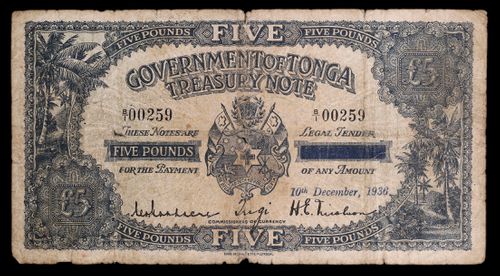 FIVE POUNDS FIVE FIVE POUNDS
£5
GOVERNMENT OF TONGA
TREASURY NOTE
B/1 00259 B/1 00259
THESE NOTES ARE LEGAL TENDER
FIVE POUNDS
FOR THE PAYMENT OF ANY AMOUNT
10th December, 1936
Tugi
COMMISSIONERS OF CURRENCY
£5
FIVE POUNDS FIVE FIVE POUNDS